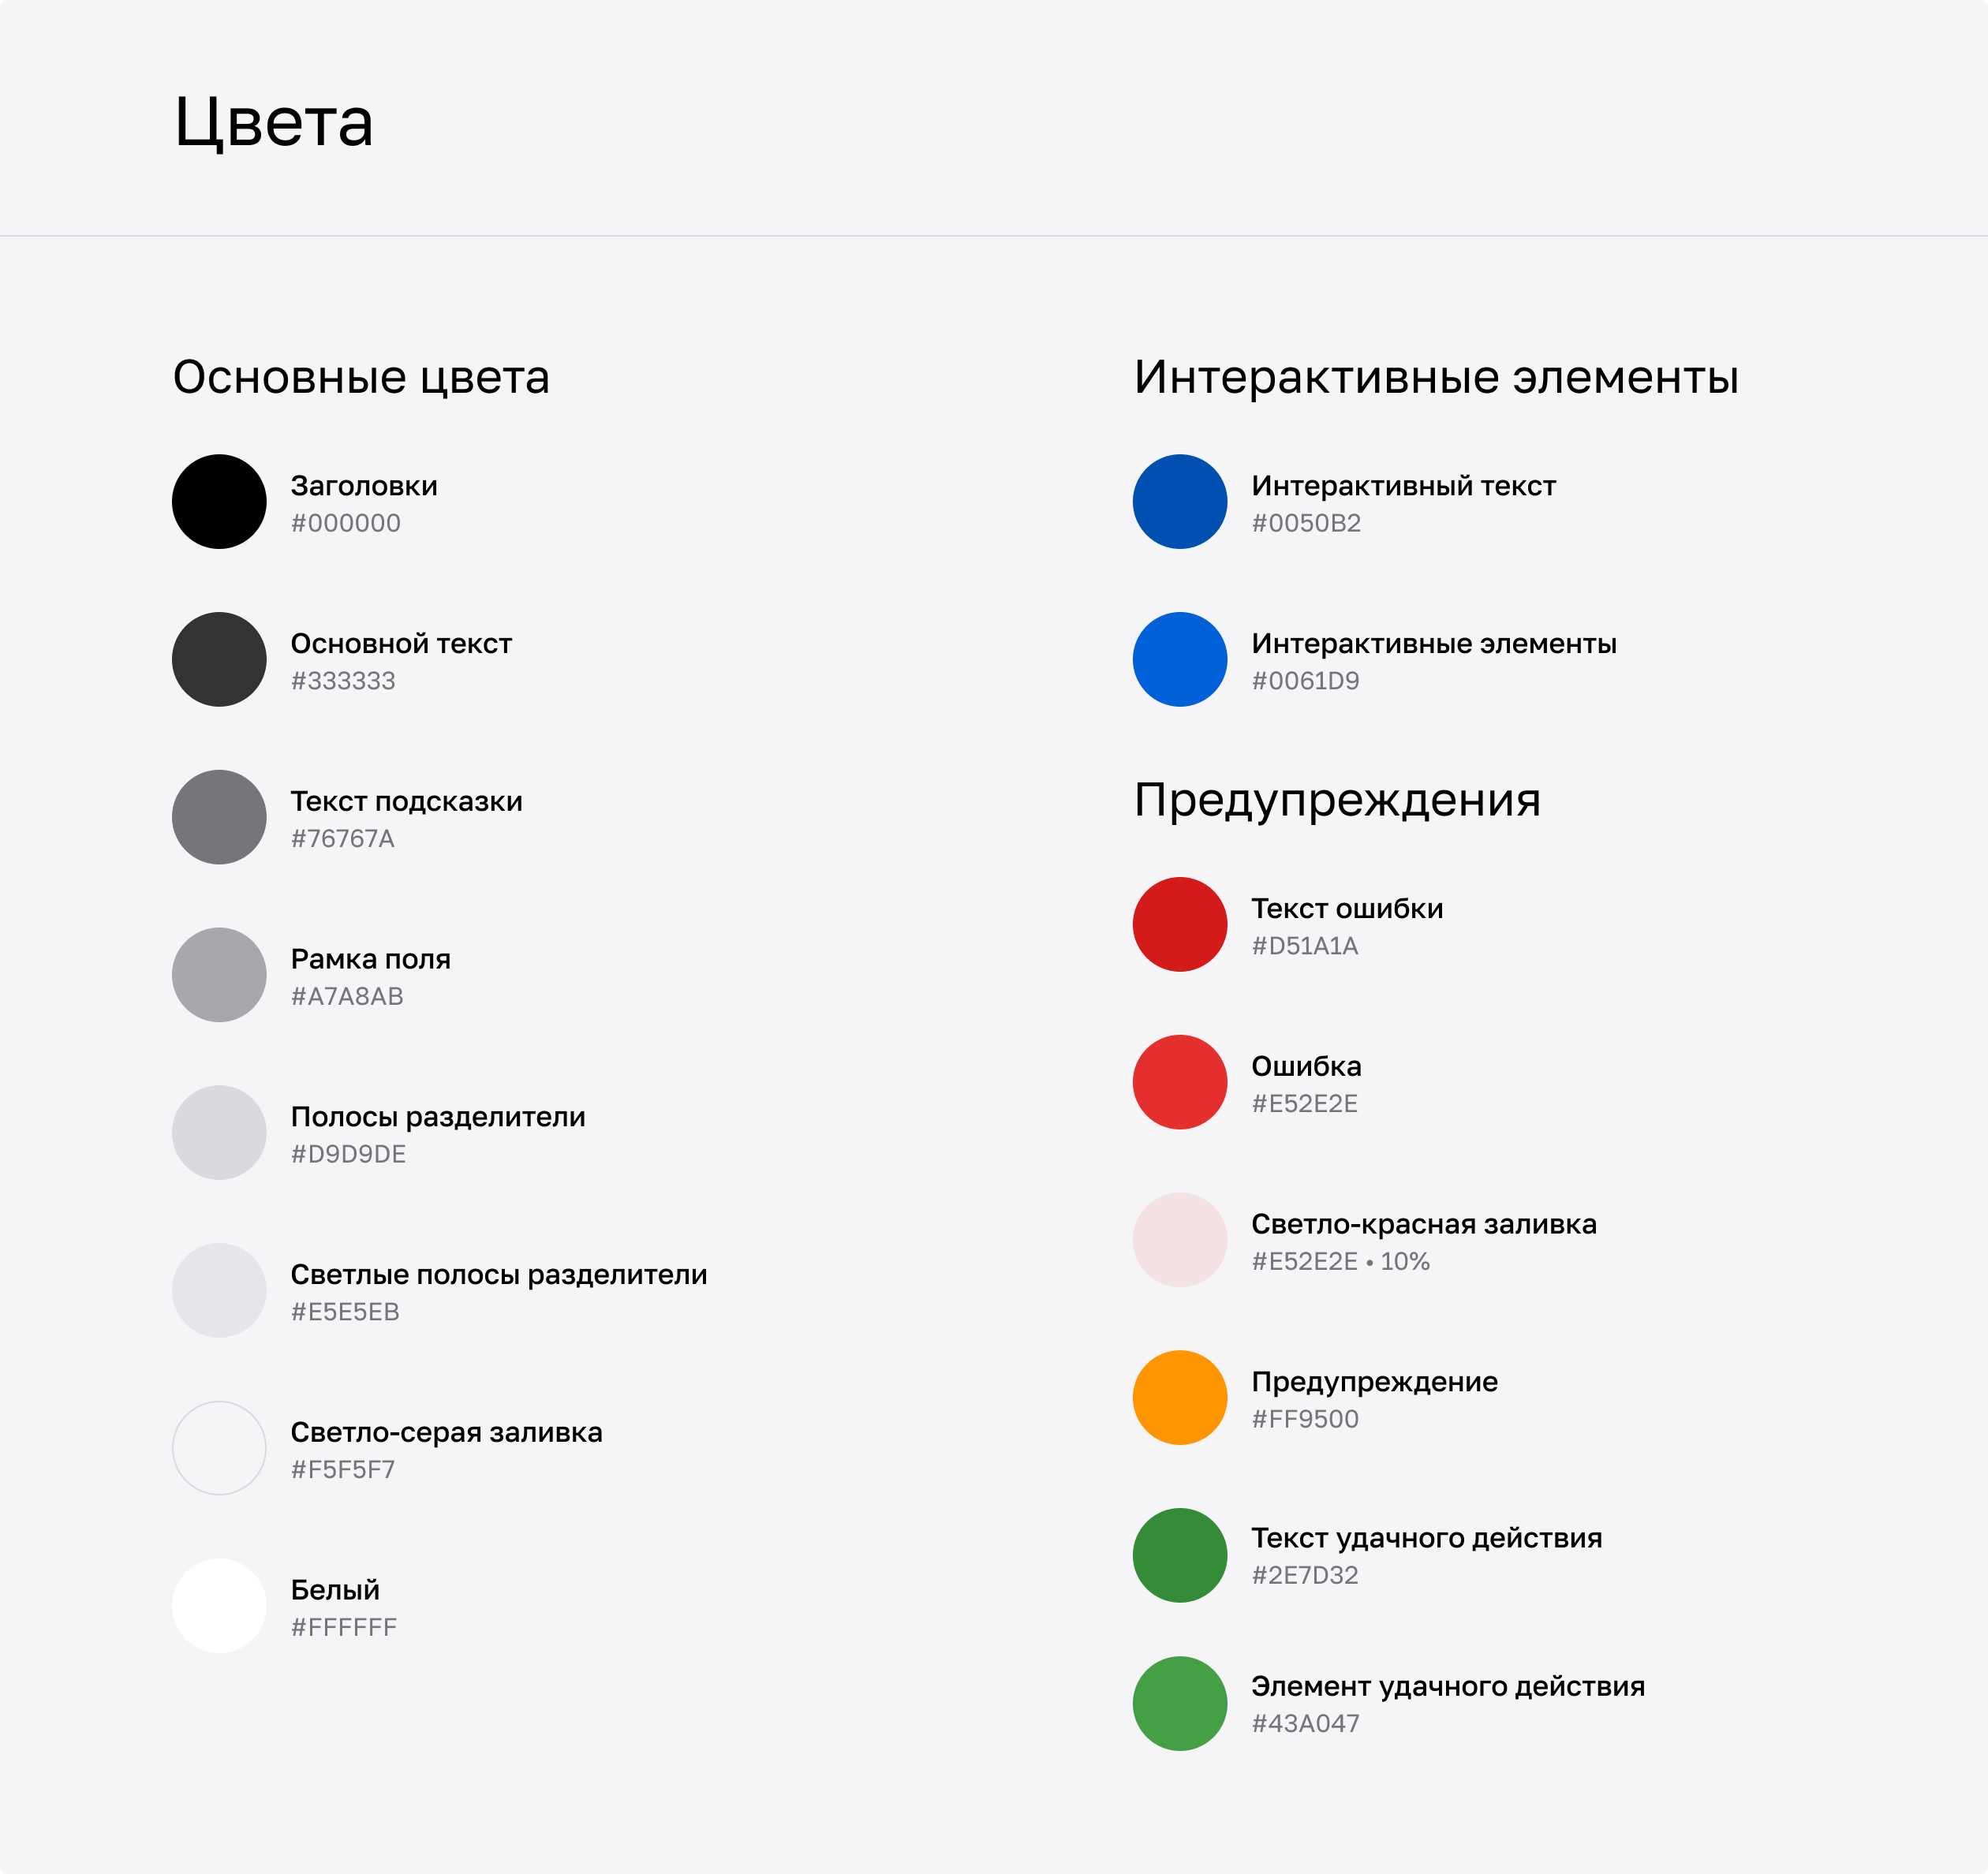 Цвета
Основные цвета
Заголовки
#000000
Основной текст
#333333
Текст подсказки
#76767A
Рамка поля
#A7A8AB
Полосы разделители
#D9D9DE
Светлые полосы разделители
#E5E5EB
Светло-серая заливка
#F5F5F7
Белый
#FFFFFF
Интерактивные элементы
Интерактивный текст
#0050B2
Интерактивные элементы
#0061D9
Предупреждения
Текст ошибки
#D51A1A
Ошибка
#E52E2E
Светло-красная заливка
#E52E2E • 10%
Предупреждение
#FF9500
Текст удачного действия
#2E7D32
Элемент удачного действия
#43A047